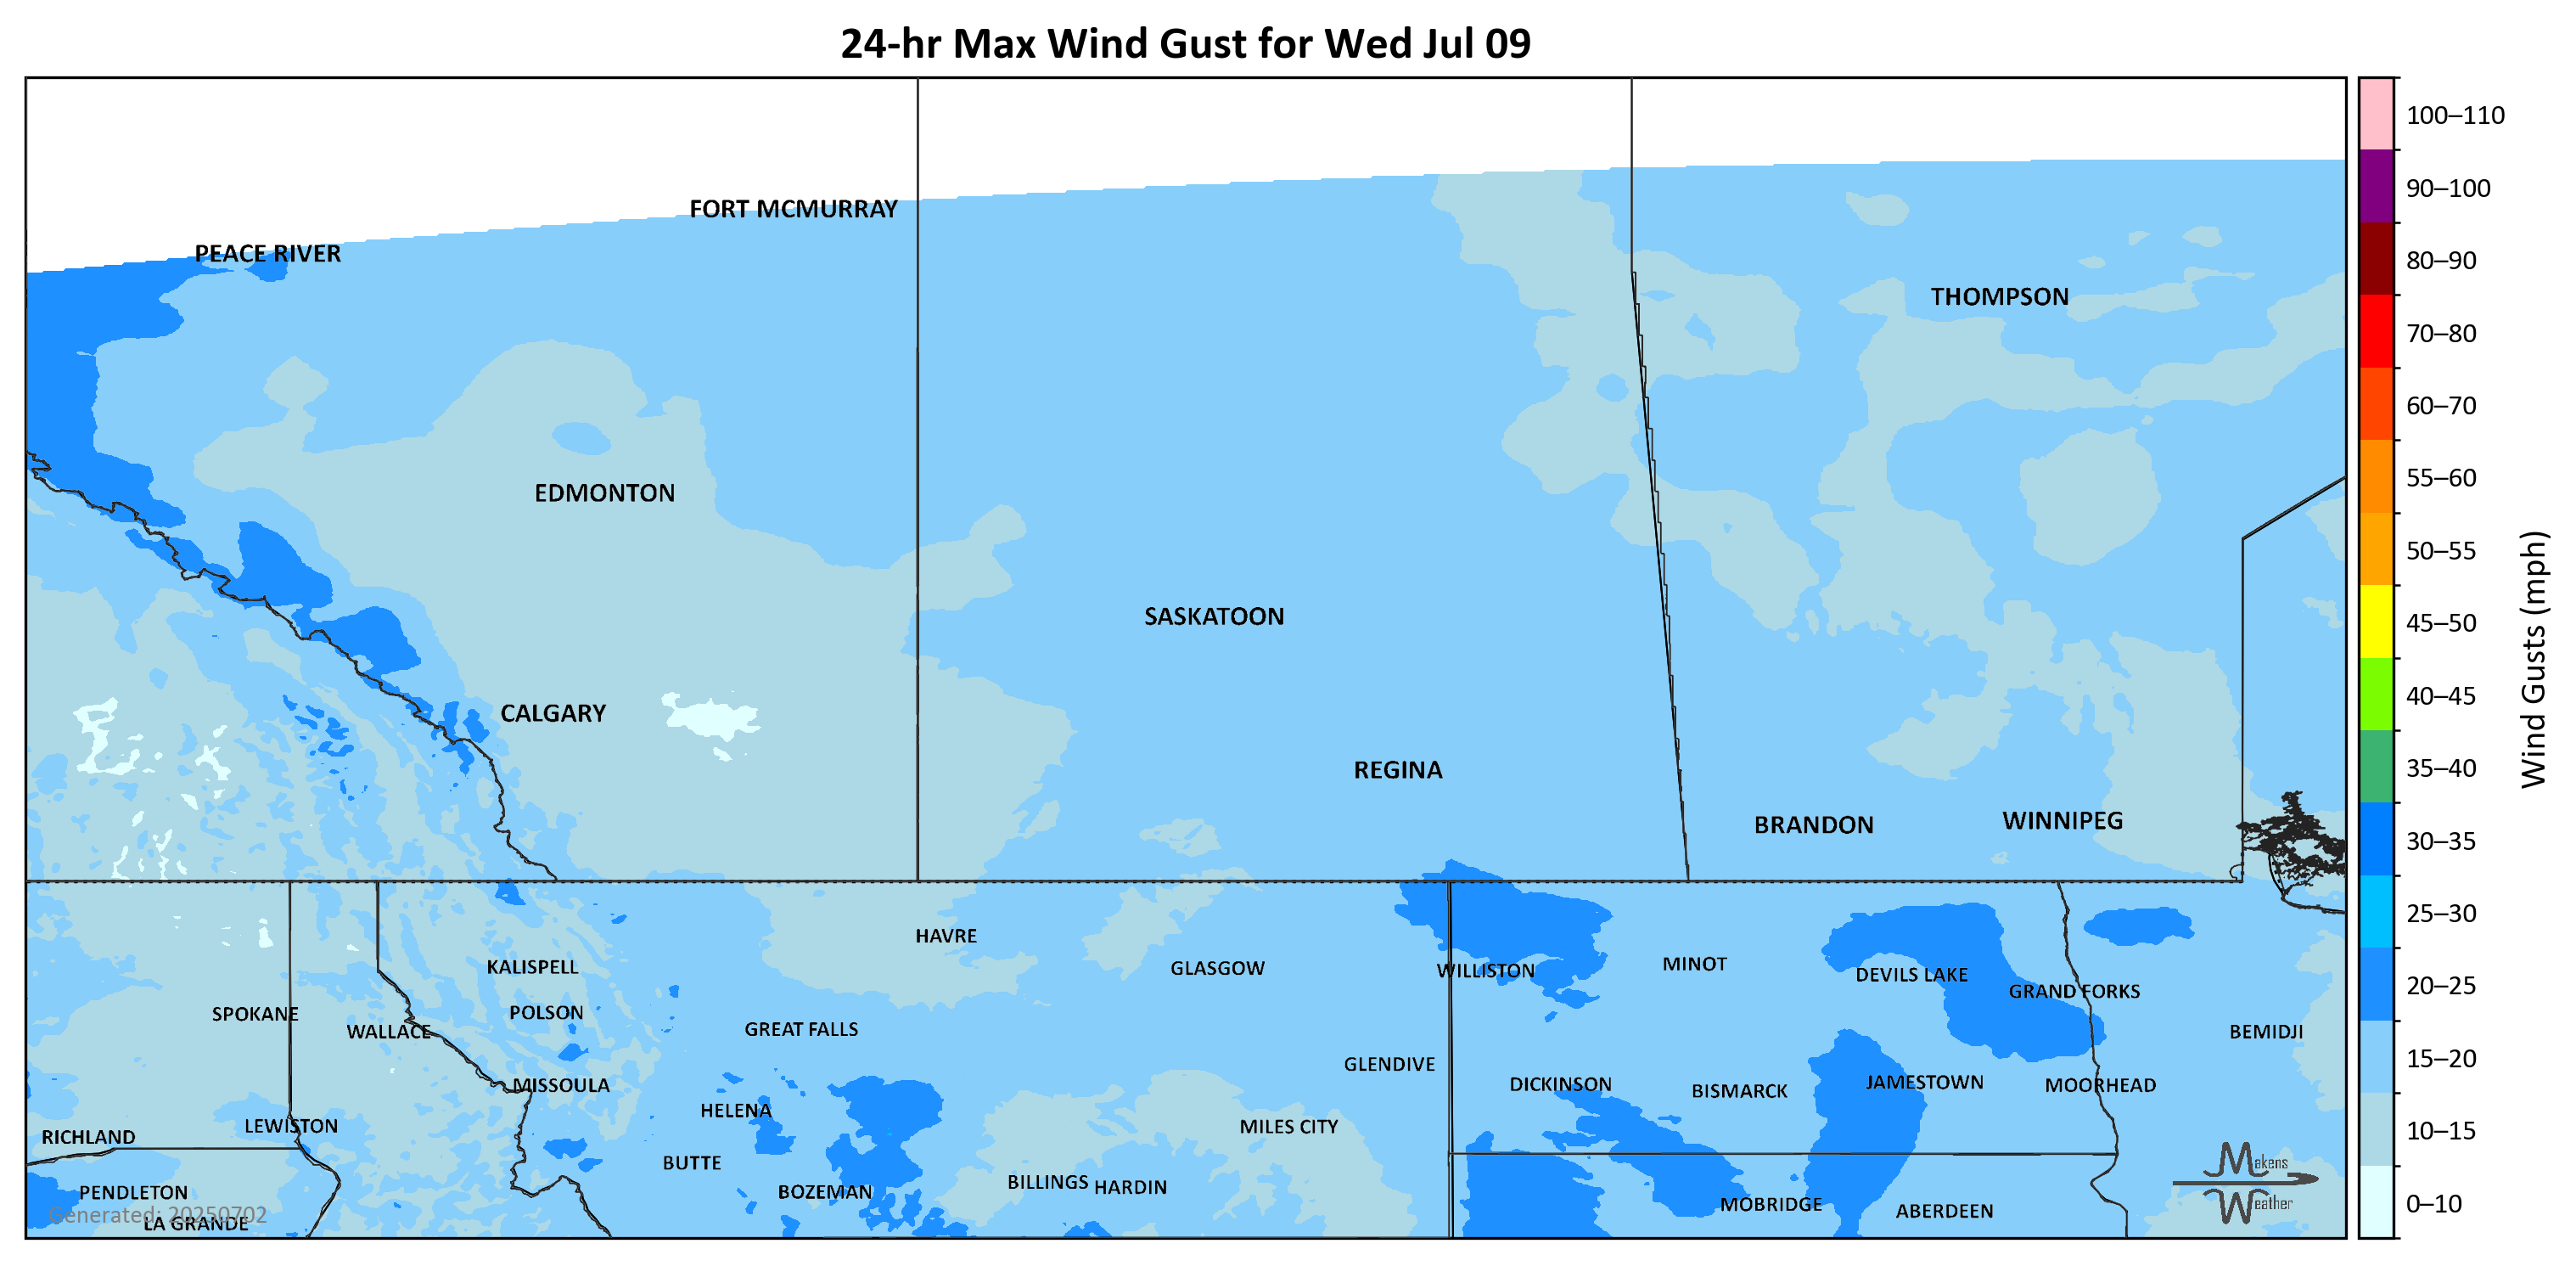 24-hr Max Wind Gust for Wed Jul 09
FORT MCMURRAY
PEACE RIVER
THOMPSON
EDMONTON
SASKATOON
CALGARY
REGINA
BRANDON
WINNIPEG
HAVRE
KALISPELL
GLASGOW
WILLISTON
MINOT
DEVILS LAKE
GRAND FORKS
SPOKANE
POLSON
WALLACE
GREAT FALLS
BEMIDJI
GLENDIVE
MISSOULA
DICKINSON
BISMARCK
JAMESTOWN
MOORHEAD
HELENA
LEWISTON
RICHLAND
MILES CITY
BUTTE
PENDLETON
BOZEMAN
BILLINGS
HARDIN
MOBRIDGE
ABERDEEN
Generated: 20250702
LA GRANDE
Makens
Weather
100–110
90–100
80–90
70–80
60–70
55–60
50–55
45–50
40–45
35–40
30–35
25–30
20–25
15–20
10–15
0–10
Wind Gusts (mph)